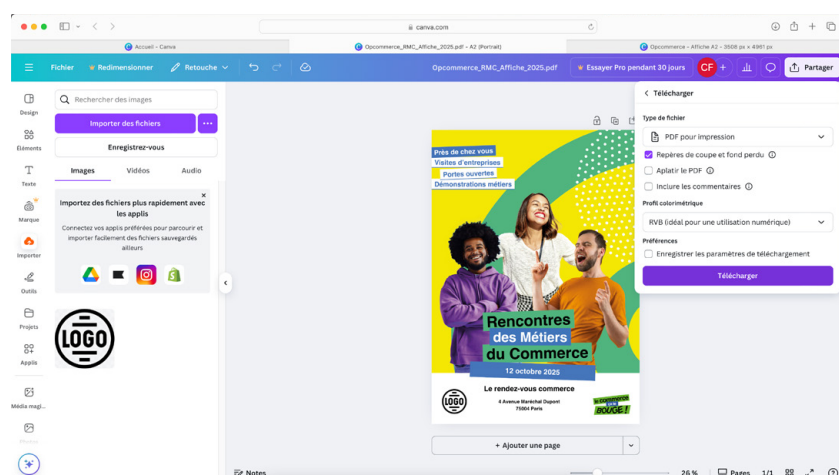 canva.com
Accueil - Canva
Opcommerce_RMC_Affiche_2025.pdf - A2 (Portrait)
Opcommerce - Affiche A2 - 3508 px × 4961 px
Fichier
Redimensionner
Retouche
Opcommerce_RMC_Affiche_2025.pdf
Essayer Pro pendant 30 jours
CF
+
Partager
Design
Éléments
Texte
Marque
Importer
Outils
Projets
Applis
Média magi...
Rechercher des images
Importer des fichiers
Enregistrez-vous
Images
Vidéos
Audio
Importez des fichiers plus rapidement avec
les applis
Connectez vos applis préférées pour parcourir et
importer facilement des fichiers sauvegardés
ailleurs
LOGO
Près de chez vous
Visites d'entreprises
Portes ouvertes
Démonstrations métiers
Rencontres
des Métiers
du Commerce
12 octobre 2025
Le rendez-vous commerce
4 Avenue Maréchal Dupont
75004 Paris
LOGO
le commerce
BOUGE !
+ Ajouter une page
Télécharger
Type de fichier
PDF pour impression
Repères de coupe et fond perdu
Aplatir le PDF
Inclure les commentaires
Profil colorimétrique
RVB (idéal pour une utilisation numérique)
Préférences
Enregistrer les paramètres de téléchargement
Télécharger
Notes
26 %
Pages
1/1